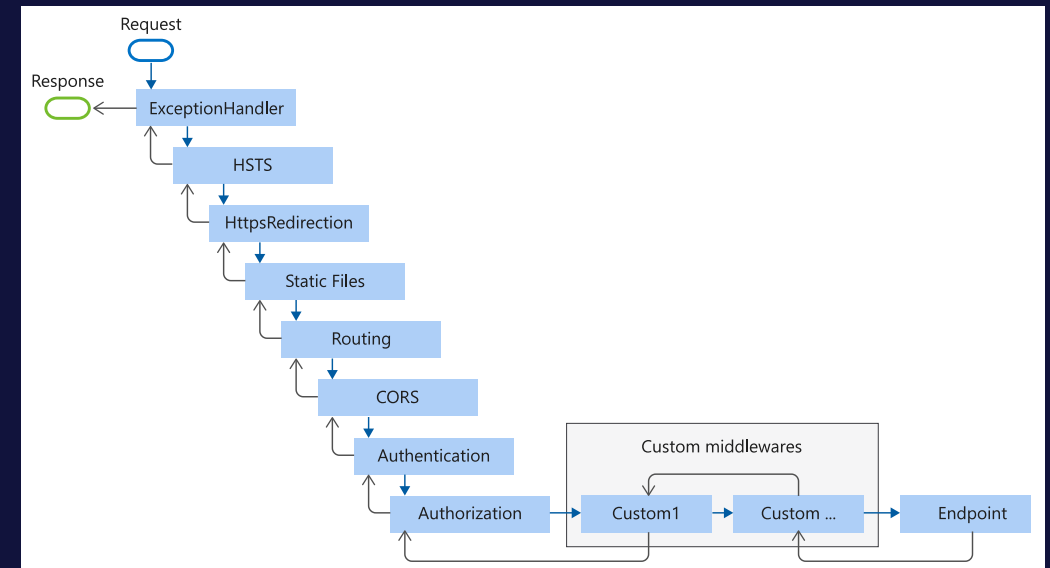 Request
Response
ExceptionHandler
HSTS
HttpsRedirection
Static Files
Routing
CORS
Authentication
Custom middlewares
Authorization
Custom1
Custom ...
Endpoint